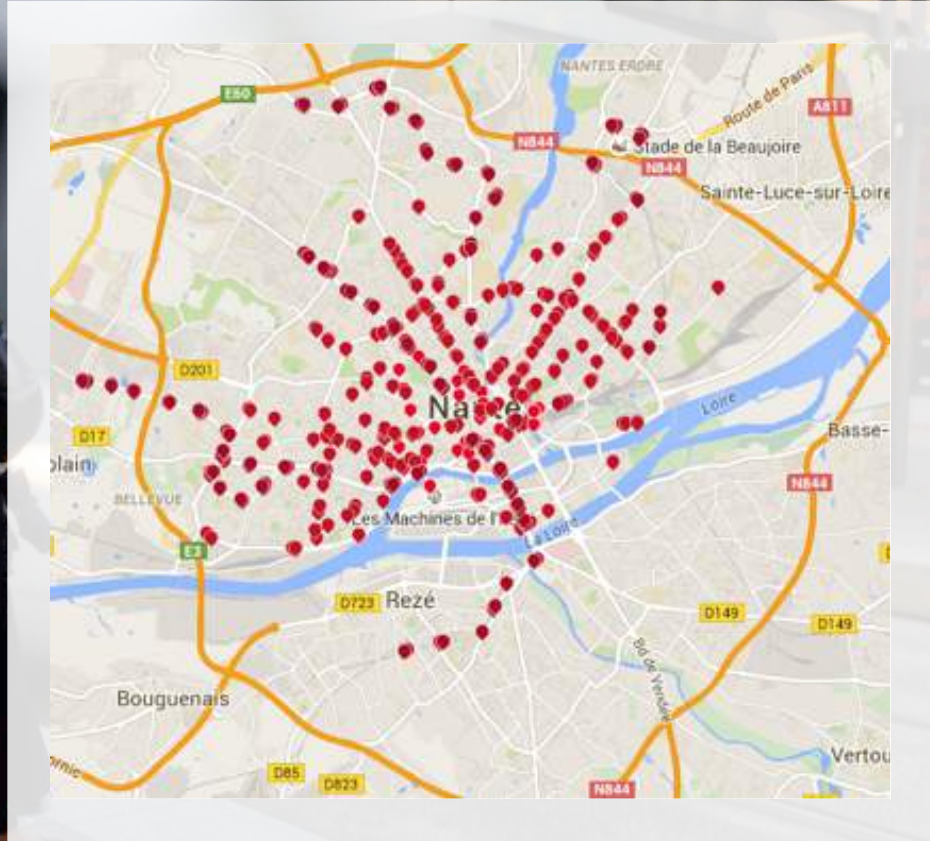 NANTES ERDRE
Route de Paris
E60
A811
N844
Stade de la Beaujoire
N844
Sainte-Luce-sur-Loire
D201
Loire
D17
Basse-
BELLEVUE
N844
Les Machines de l'
La Loire
E3
D723
Rezé
D149
D149
Bd de Vendée
Bouguenais
Vertou
D85
D823
N844